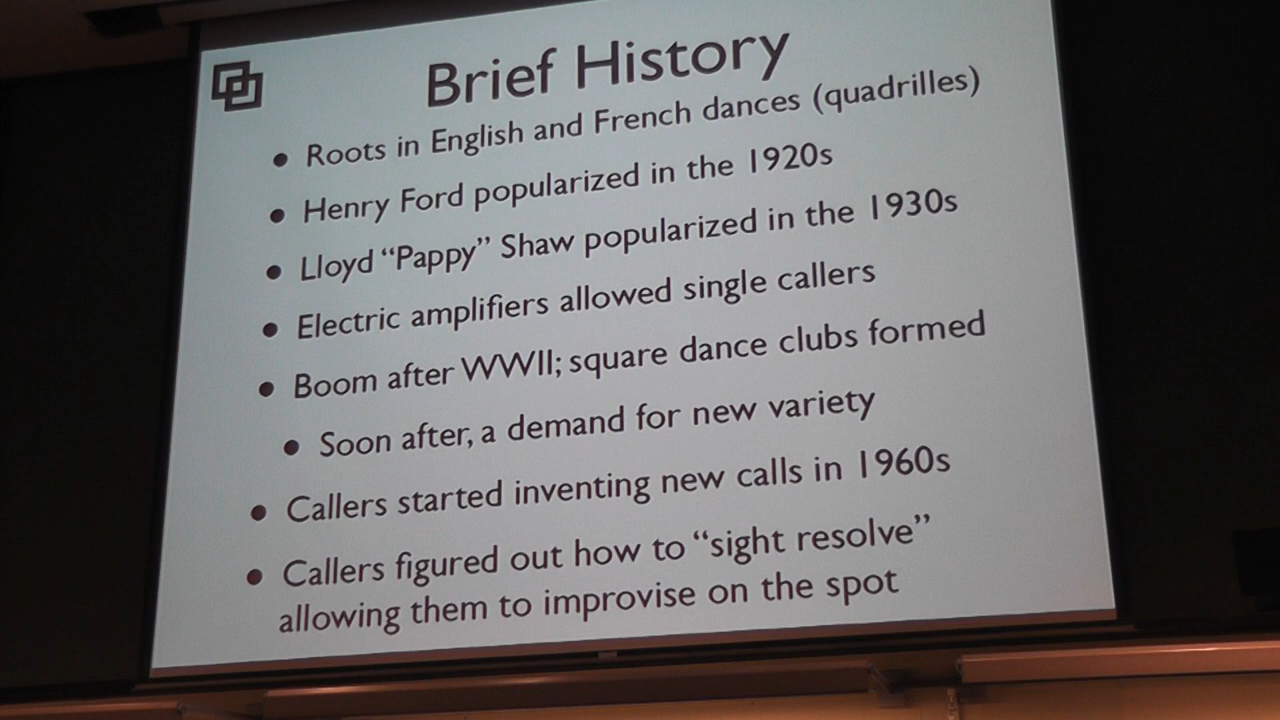 Brief History
• Roots in English and French dances (quadrilles)
• Henry Ford popularized in the 1920s
• Lloyd “Pappy” Shaw popularized in the 1930s
• Electric amplifiers allowed single callers
• Boom after WWII; square dance clubs formed
• Soon after, a demand for new variety
• Callers started inventing new calls in 1960s
• Callers figured out how to “sight resolve”
allowing them to improvise on the spot